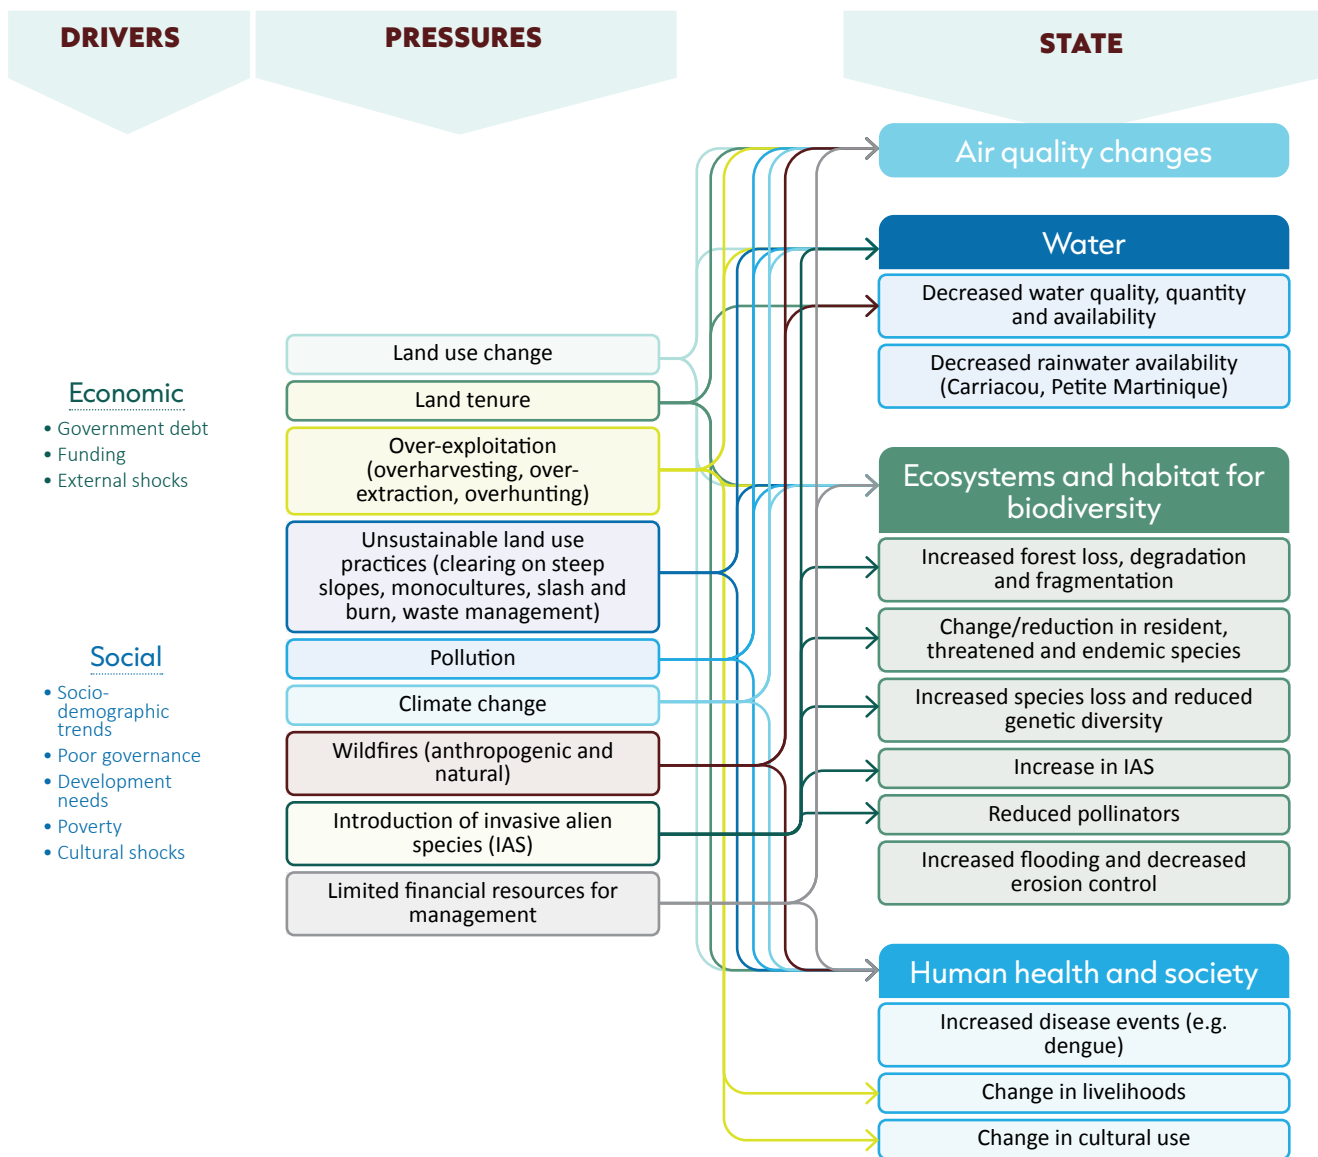 DRIVERS
PRESSURES
STATE
Economic
• Government debt
• Funding
• External shocks
Social
• Socio-
demographic
trends
• Poor governance
• Development
needs
• Poverty
• Cultural shocks
Land use change
Land tenure
Over-exploitation
(overharvesting, over-
extraction, overhunting)
Unsustainable land use
practices (clearing on steep
slopes, monocultures, slash and
burn, waste management)
Pollution
Climate change
Wildfires (anthropogenic and
natural)
Introduction of invasive alien
species (IAS)
Limited financial resources for
management
Air quality changes
Water
Decreased water quality, quantity
and availability
Decreased rainwater availability
(Carriacou, Petite Martinique)
Ecosystems and habitat for
biodiversity
Increased forest loss, degradation
and fragmentation
Change/reduction in resident,
threatened and endemic species
Increased species loss and reduced
genetic diversity
Increase in IAS
Reduced pollinators
Increased flooding and decreased
erosion control
Human health and society
Increased disease events (e.g.
dengue)
Change in livelihoods
Change in cultural use